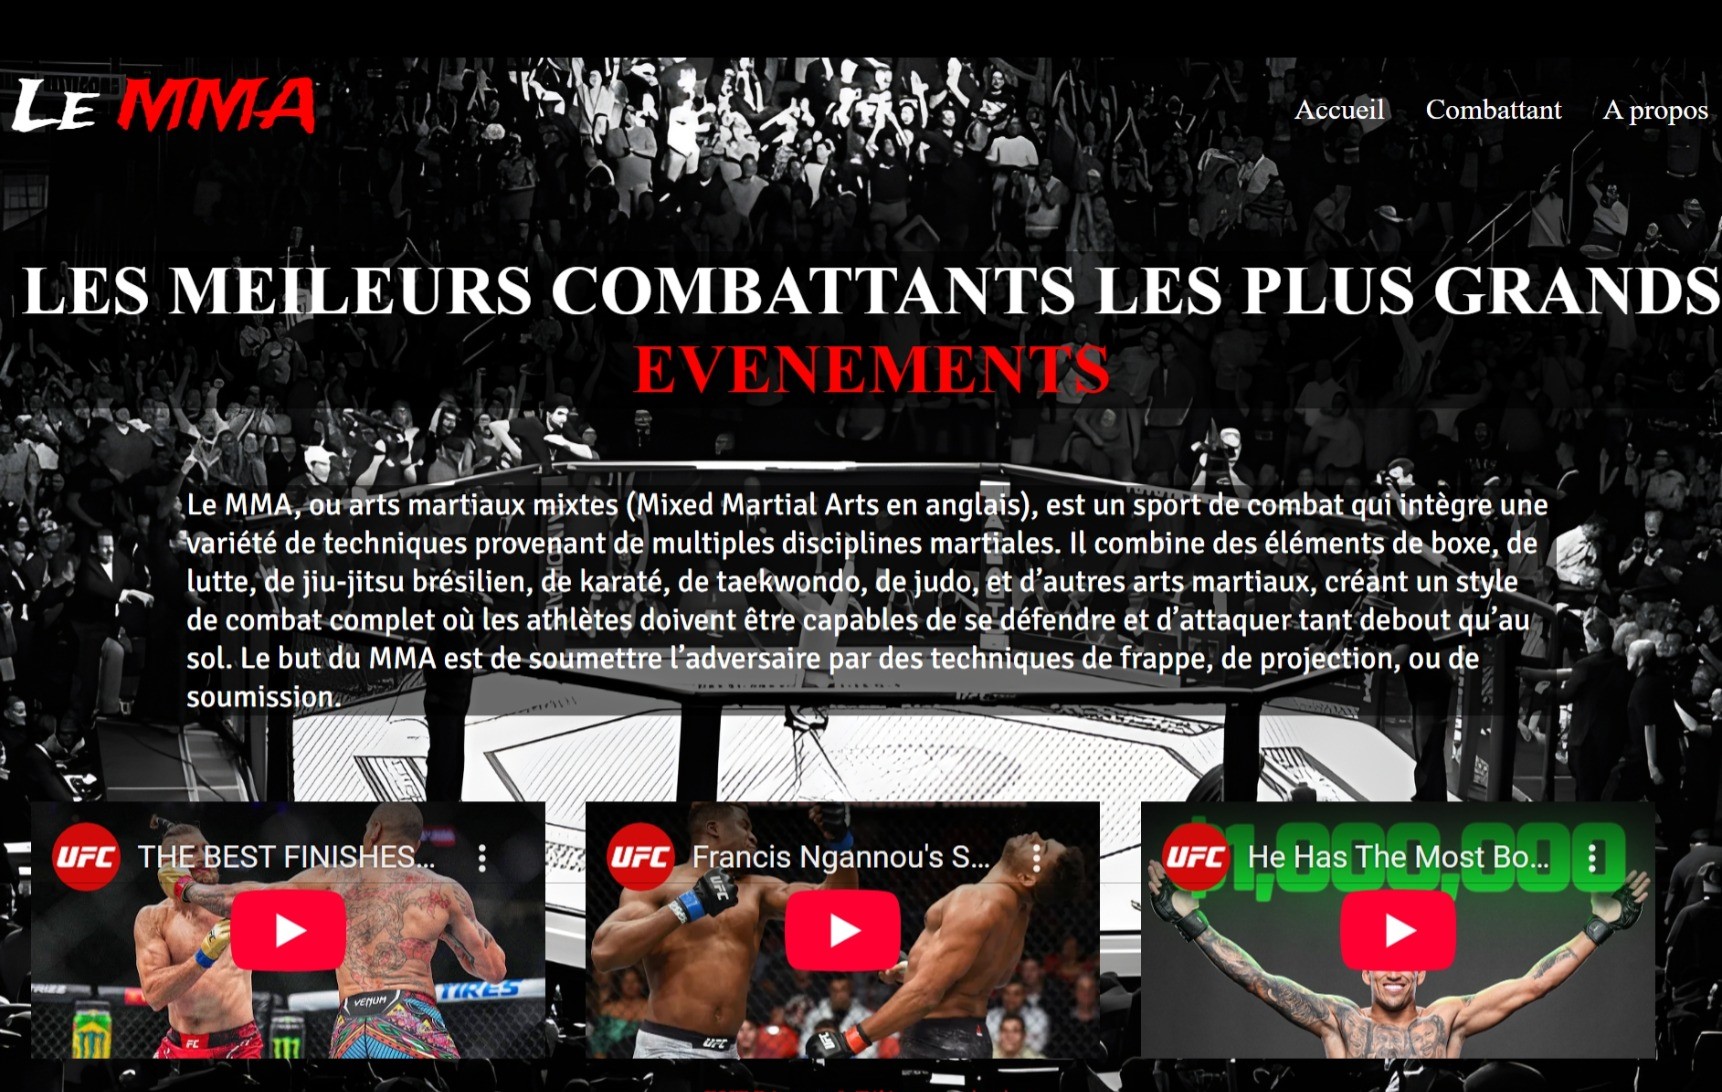 Le MMA
Accueil Combattant A propos
LES MEILEURS COMBATTANTS LES PLUS GRANDS
EVENEMENTS
Le MMA, ou arts martiaux mixtes (Mixed Martial Arts en anglais), est un sport de combat qui intègre une
variété de techniques provenant de multiples disciplines martiales. Il combine des éléments de boxe, de
lutte, de jiu-jitsu brésilien, de karaté, de taekwondo, de judo, et d’autres arts martiaux, créant un style
de combat complet où les athlètes doivent être capables de se défendre et d’attaquer tant debout qu’au
sol. Le but du MMA est de soumettre l’adversaire par des techniques de frappe, de projection, ou de
soumission.
UFC THE BEST FINISHES...
VENUM
TIRES
UFC
UFC Francis Ngannou's S...
UFC
UFC
UFC He Has The Most Bo...
$1,000,000